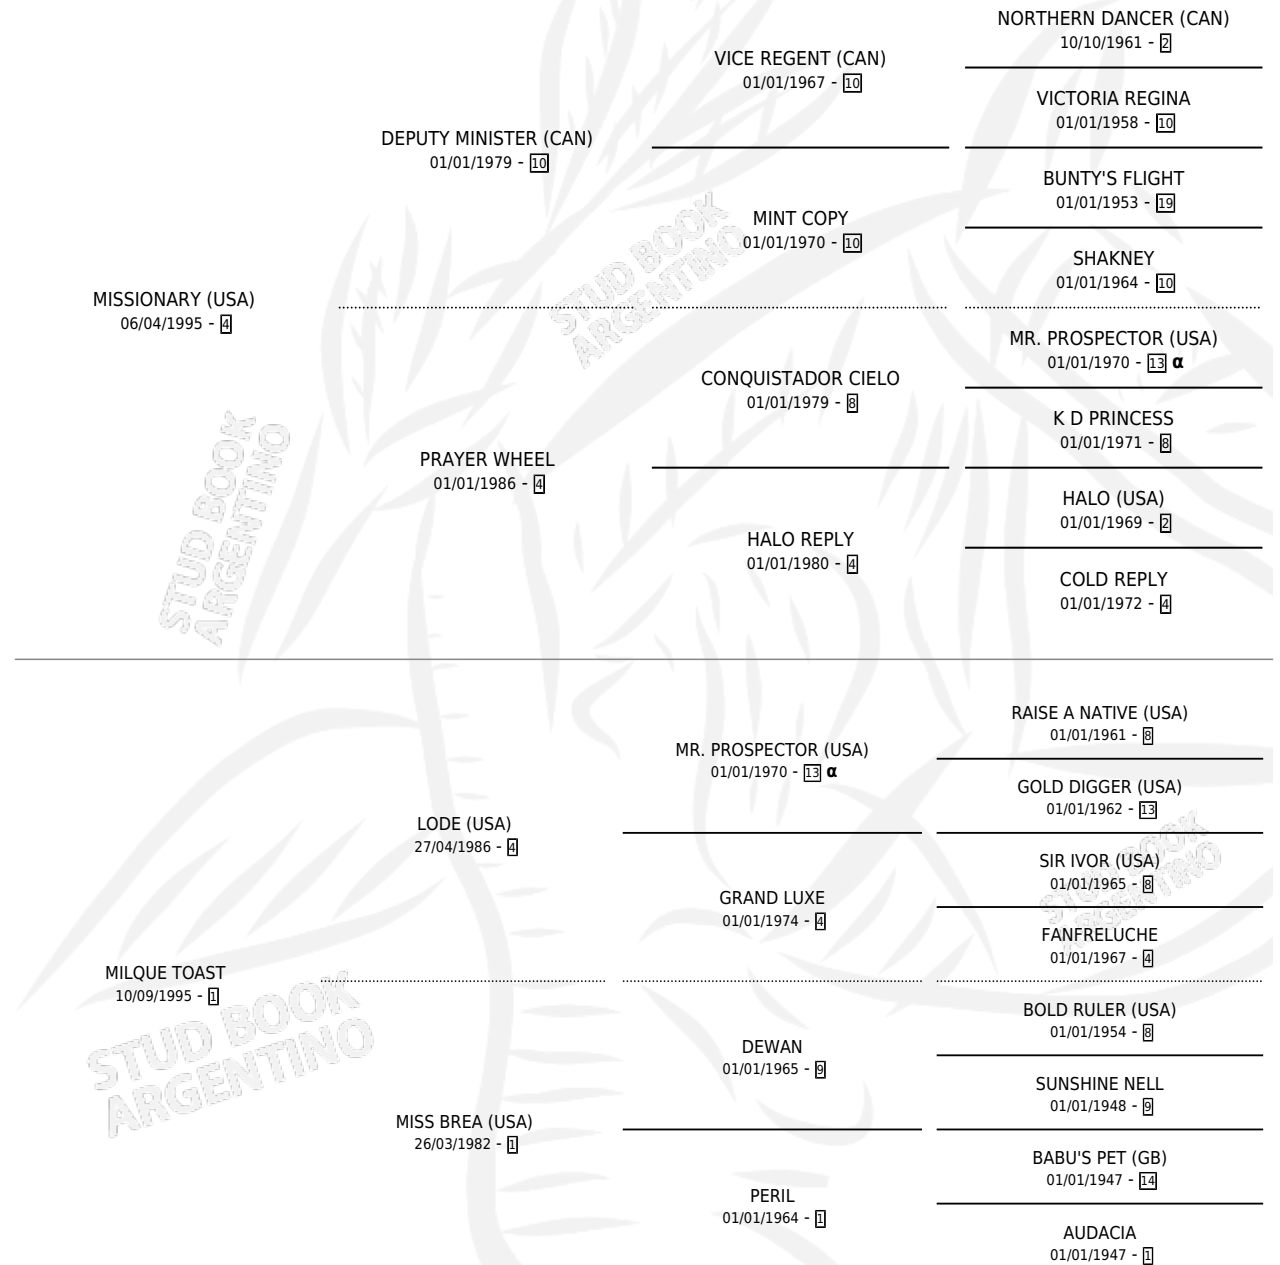 NORTHERN DANCER (CAN)
10/10/1961 - 2
VICE REGENT (CAN)
01/01/1967 - 10
VICTORIA REGINA
01/01/1958 - 10
DEPUTY MINISTER (CAN)
01/01/1979 - 10
BUNTY'S FLIGHT
01/01/1953 - 19
MINT COPY
01/01/1970 - 10
SHAKNEY
01/01/1964 - 10
MISSIONARY (USA)
06/04/1995 - 4
MR. PROSPECTOR (USA)
01/01/1970 - 13 α
CONQUISTADOR CIELO
01/01/1979 - 8
K D PRINCESS
01/01/1971 - 8
PRAYER WHEEL
01/01/1986 - 4
HALO (USA)
01/01/1969 - 2
HALO REPLY
01/01/1980 - 4
COLD REPLY
01/01/1972 - 4
RAISE A NATIVE (USA)
01/01/1961 - 8
MR. PROSPECTOR (USA)
01/01/1970 - 13 α
GOLD DIGGER (USA)
01/01/1962 - 13
LODE (USA)
27/04/1986 - 4
SIR IVOR (USA)
01/01/1965 - 8
GRAND LUXE
01/01/1974 - 4
FANFRELUCHE
01/01/1967 - 4
MILQUE TOAST
10/09/1995 - 1
BOLD RULER (USA)
01/01/1954 - 8
DEWAN
01/01/1965 - 9
SUNSHINE NELL
01/01/1948 - 9
MISS BREA (USA)
26/03/1982 - 1
BABU'S PET (GB)
01/01/1947 - 14
PERIL
01/01/1964 - 1
AUDACIA
01/01/1947 - 1
STUD BOOK
ARGENTINO
STUD BOOK
ARGENTINO
STUD BOOK
ARGENTINO
STUD BOOK
ARGENTINO